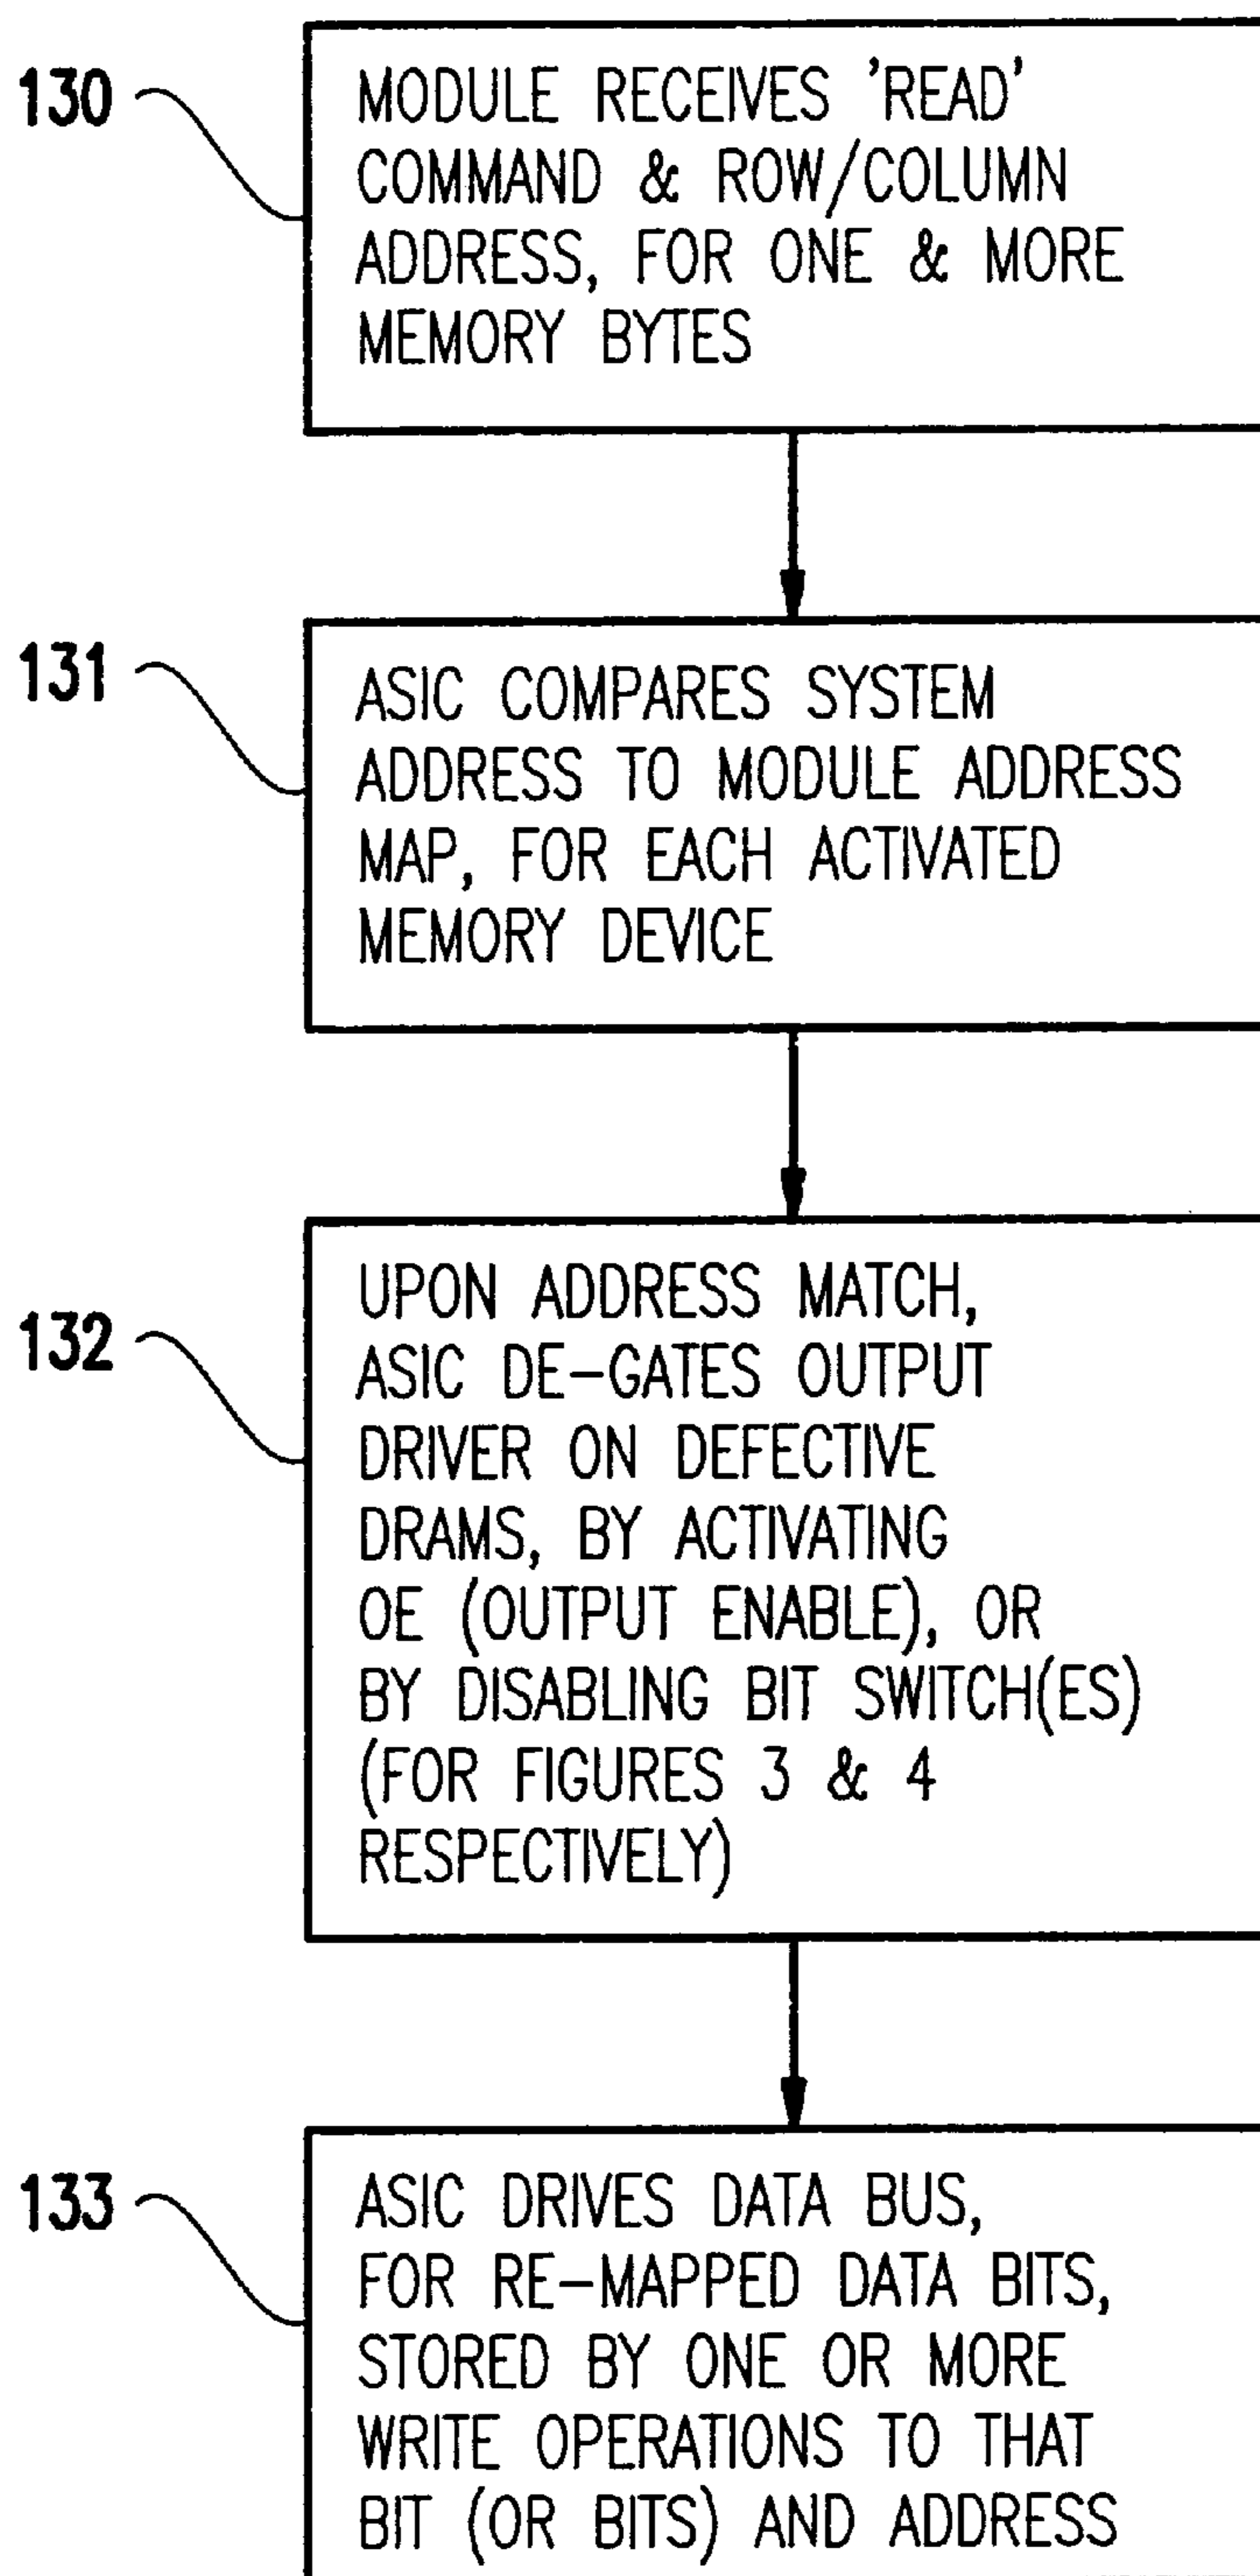 130
MODULE RECEIVES 'READ'
COMMAND & ROW/COLUMN
ADDRESS, FOR ONE & MORE
MEMORY BYTES
131
ASIC COMPARES SYSTEM
ADDRESS TO MODULE ADDRESS
MAP, FOR EACH ACTIVATED
MEMORY DEVICE
132
UPON ADDRESS MATCH,
ASIC DE-GATES OUTPUT
DRIVER ON DEFECTIVE
DRAMS, BY ACTIVATING
OE (OUTPUT ENABLE), OR
BY DISABLING BIT SWITCH(ES)
(FOR FIGURES 3 & 4
RESPECTIVELY)
133
ASIC DRIVES DATA BUS,
FOR RE-MAPPED DATA BITS,
STORED BY ONE OR MORE
WRITE OPERATIONS TO THAT
BIT (OR BITS) AND ADDRESS